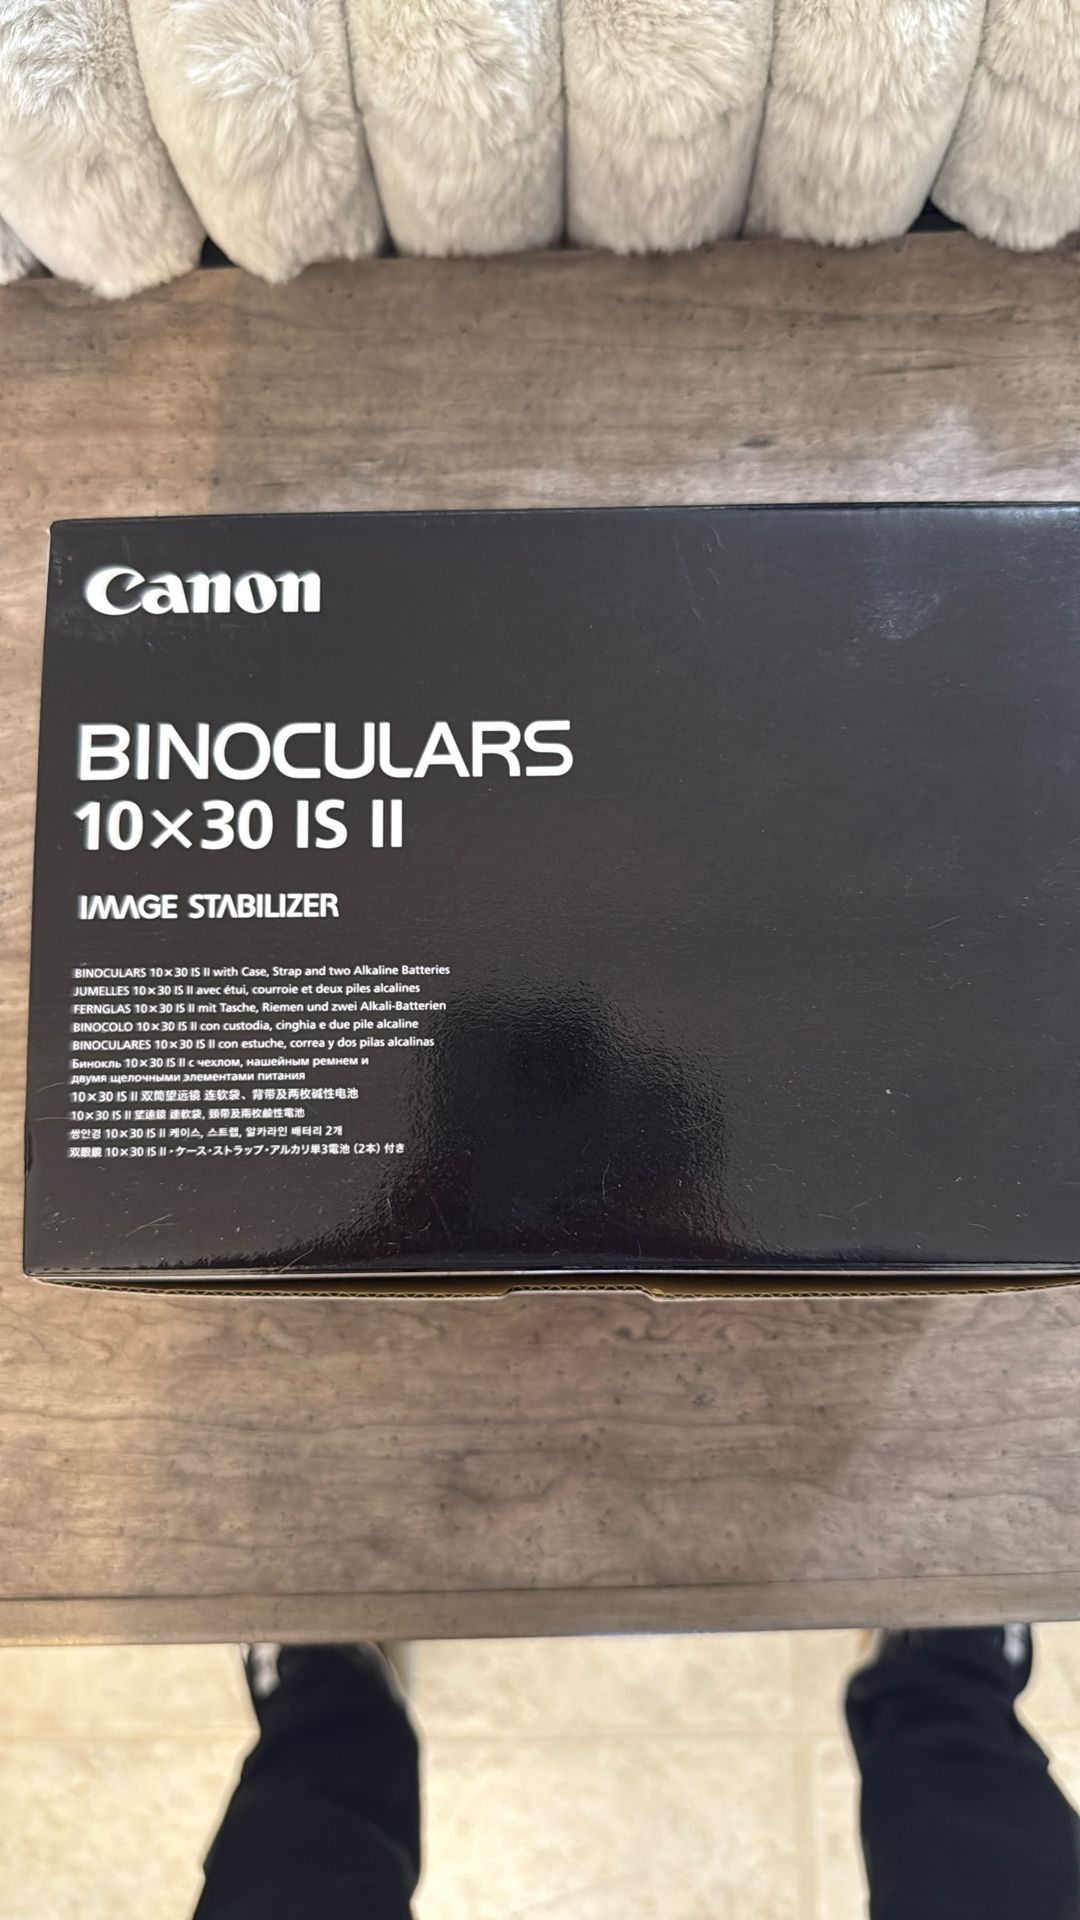 Canon
BINOCULARS
10×30 IS II
IMAGE STABILIZER
BINOCULARS 10×30 IS II with Case, Strap and two Alkaline Batteries
JUMELLES 10×30 IS II avec étui, courroie et deux piles alcalines
FERNGLAS 10×30 IS II mit Tasche, Riemen und zwei Alkali-Batterien
BINOCOLO 10×30 IS II con custodia, cinghia e due pile alcaline
BINOCULARES 10×30 IS II con estuche, correa y dos pilas alcalinas
Бинокль 10×30 IS II с чехлом, нашейным ремнем и
двумя щелочными элементами питания
10×30 IS II 双筒望远镜 连软袋、背带及两枚碱性电池
10×30 IS II 望遠鏡 連軟袋, 頸帶及兩枚鹼性電池
쌍안경 10×30 IS II 케이스, 스트랩, 알카라인 배터리 2개
双眼鏡 10×30 IS II・ケース・ストラップ・アルカリ単3電池（2本）付き